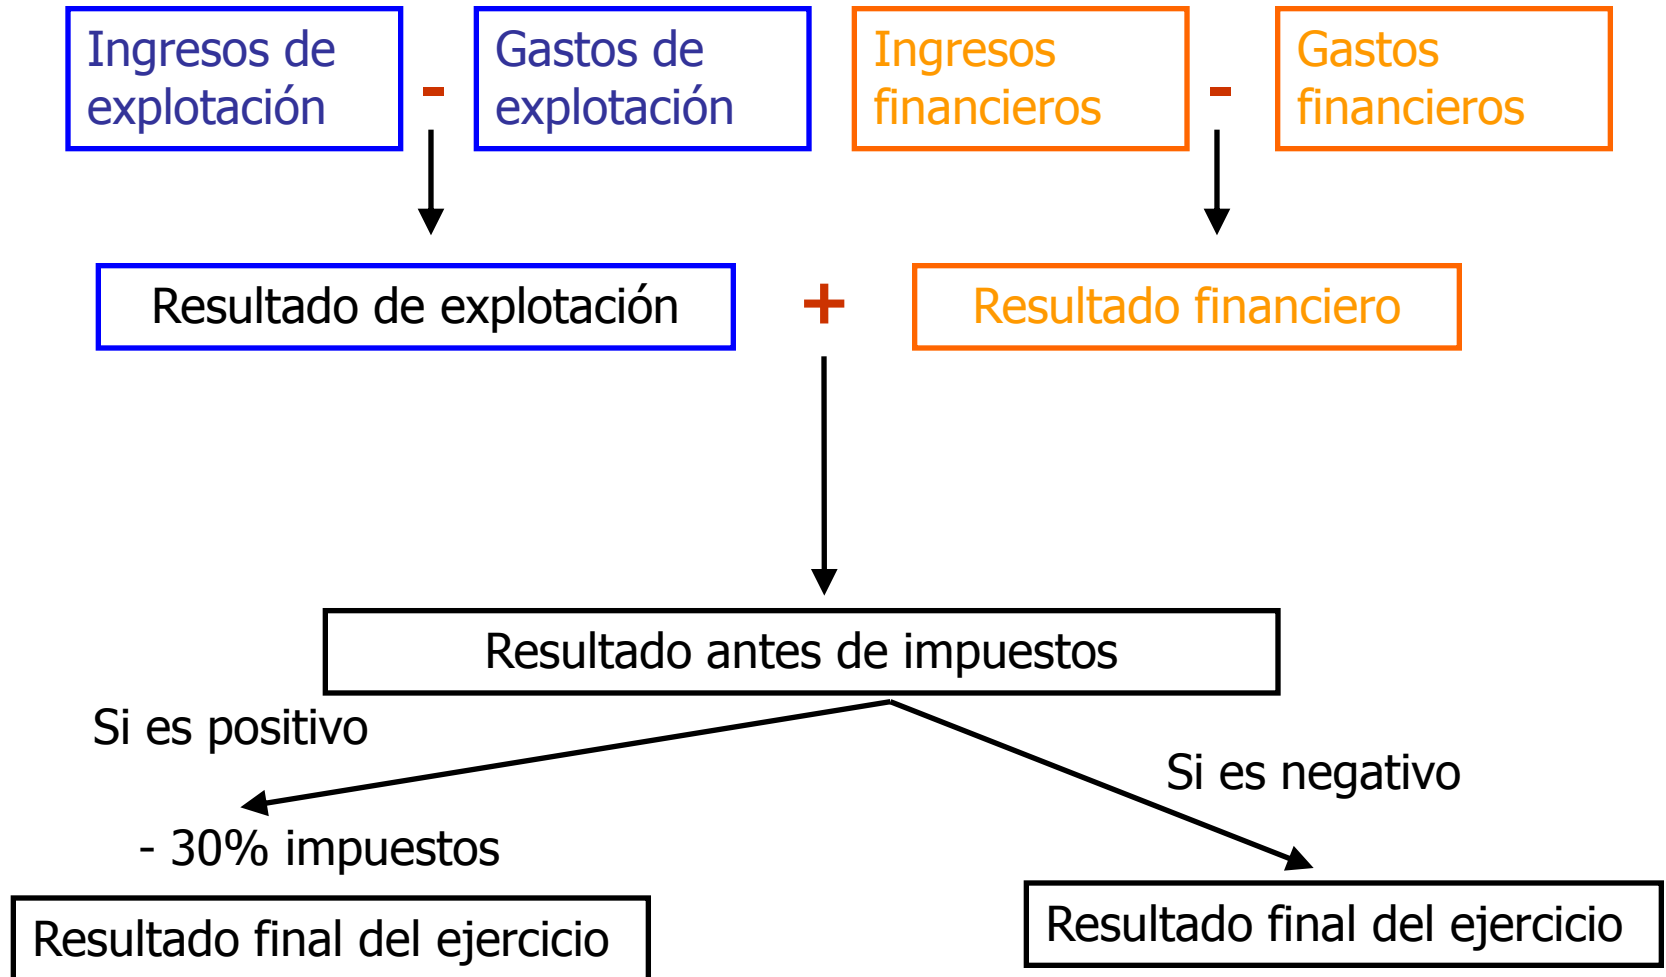 Ingresos de
explotación
-
Gastos de
explotación
Ingresos
financieros
-
Gastos
financieros
Resultado de explotación
+
Resultado financiero
Resultado antes de impuestos
Si es positivo
Si es negativo
- 30% impuestos
Resultado final del ejercicio
Resultado final del ejercicio